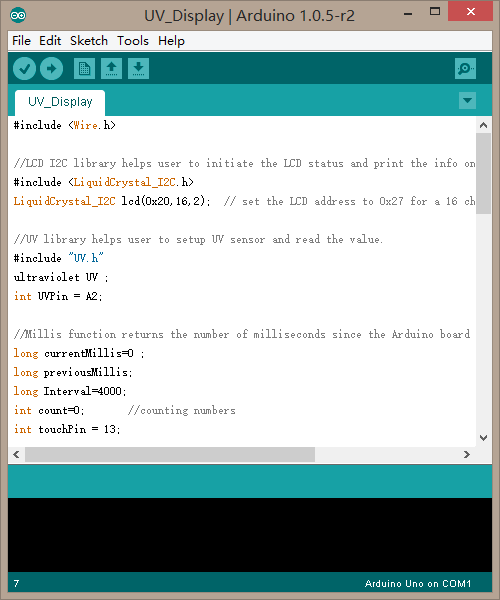 UV_Display | Arduino 1.0.5-r2
File Edit Sketch Tools Help
UV_Display
#include <Wire.h>
//LCD I2C library helps user to initiate the LCD status and print the info on
#include <LiquidCrystal_I2C.h>
LiquidCrystal_I2C lcd(0x20,16,2);  // set the LCD address to 0x27 for a 16 ch
//UV library helps user to setup UV sensor and read the value.
#include "UV.h"
ultraviolet UV ;
int UVPin = A2;
//Millis function returns the number of milliseconds since the Arduino board
long currentMillis=0 ;
long previousMillis;
long Interval=4000;
int count=0;      //counting numbers
int touchPin = 13;
7
Arduino Uno on COM1